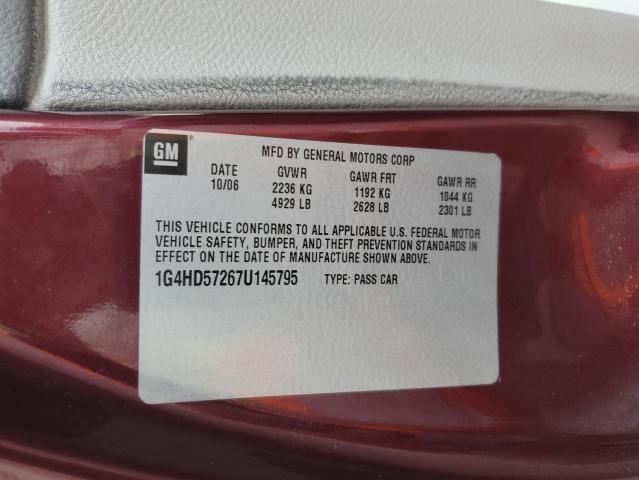 GM
MFD BY GENERAL MOTORS CORP
DATE GVWR GAWR FRT GAWR RR
10/06 2236 KG 1192 KG 1044 KG
4929 LB 2628 LB 2301 LB
THIS VEHICLE CONFORMS TO ALL APPLICABLE U.S. FEDERAL MOTOR
VEHICLE SAFETY, BUMPER, AND THEFT PREVENTION STANDARDS IN
EFFECT ON THE DATE OF MANUFACTURE SHOWN ABOVE.
1G4HD57267U145795 TYPE: PASS CAR